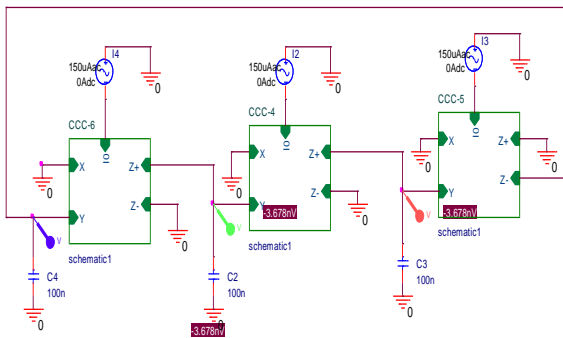 I4
150uAac
0Adc
0
CCC-6
IO
X
Z+
0
Y
Z-
0
V
schematic1
C4
100n
0
I2
150uAac
0Adc
0
CCC-4
IO
X
Z+
0
Y
-3.678nV
Z-
0
V
schematic1
C2
100n
0
-3.678nV
I3
150uAac
0Adc
0
CCC-5
IO
X
Z+
0
0
Y
-3.678nV
Z-
V
schematic1
C3
100n
0